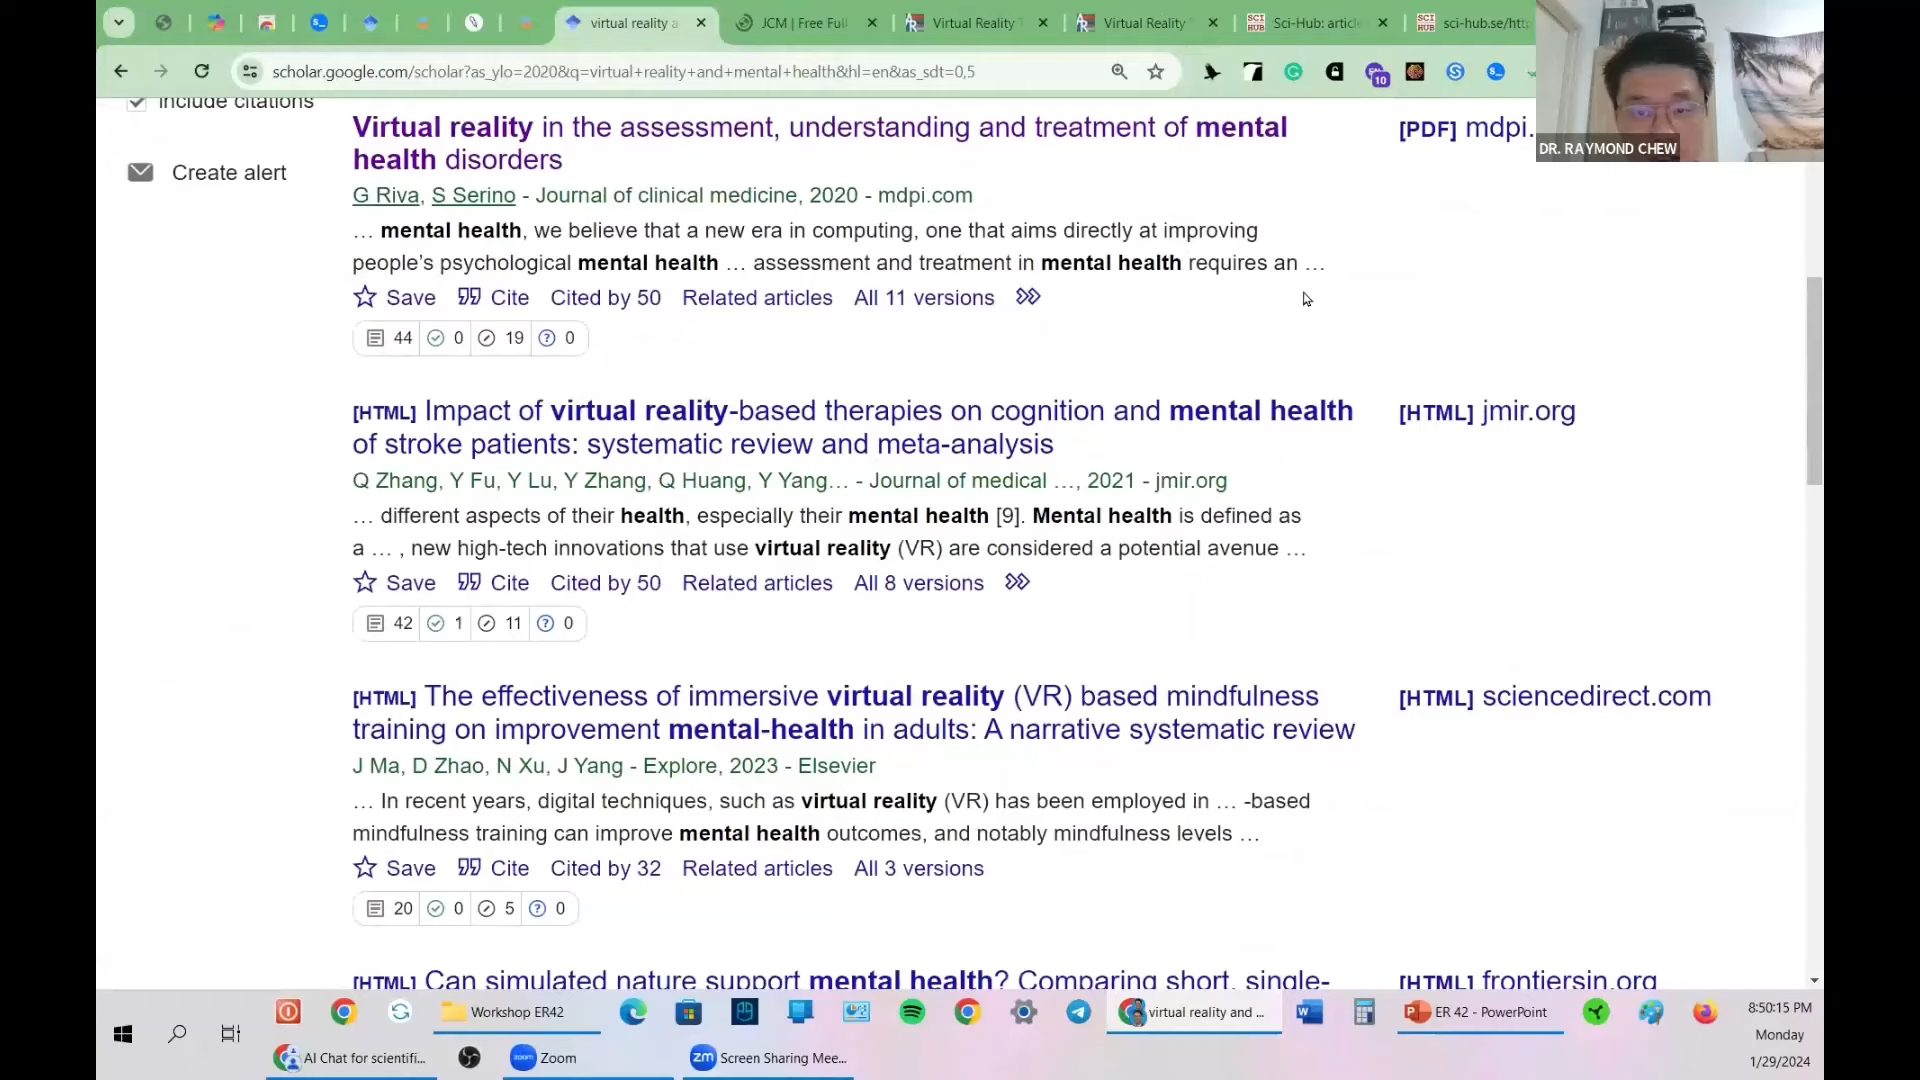 virtual reality a
JCM | Free Full
Virtual Reality
Virtual Reality
Sci-Hub: article
sci-hub.se/http
scholar.google.com/scholar?as_ylo=2020&q=virtual+reality+and+mental+health&hl=en&as_sdt=0,5
10
DR. RAYMOND CHEW
include citations
Create alert
Virtual reality in the assessment, understanding and treatment of mental
health disorders
[PDF] mdpi.
G Riva, S Serino - Journal of clinical medicine, 2020 - mdpi.com
… mental health, we believe that a new era in computing, one that aims directly at improving
people's psychological mental health … assessment and treatment in mental health requires an …
Save Cite Cited by 50 Related articles All 11 versions
44 0 19 0
[HTML] Impact of virtual reality-based therapies on cognition and mental health
of stroke patients: systematic review and meta-analysis
[HTML] jmir.org
Q Zhang, Y Fu, Y Lu, Y Zhang, Q Huang, Y Yang… - Journal of medical …, 2021 - jmir.org
… different aspects of their health, especially their mental health [9]. Mental health is defined as
a … , new high-tech innovations that use virtual reality (VR) are considered a potential avenue …
Save Cite Cited by 50 Related articles All 8 versions
42 1 11 0
[HTML] The effectiveness of immersive virtual reality (VR) based mindfulness
training on improvement mental-health in adults: A narrative systematic review
[HTML] sciencedirect.com
J Ma, D Zhao, N Xu, J Yang - Explore, 2023 - Elsevier
… In recent years, digital techniques, such as virtual reality (VR) has been employed in … -based
mindfulness training can improve mental health outcomes, and notably mindfulness levels …
Save Cite Cited by 32 Related articles All 3 versions
20 0 5 0
[HTML] Can simulated nature support mental health? Comparing short, single-
[HTML] frontiersin.org
Workshop ER42
virtual reality and ...
ER 42 - PowerPoint
AI Chat for scientifi...
Zoom
Screen Sharing Mee...
8:50:15 PM
Monday
1/29/2024